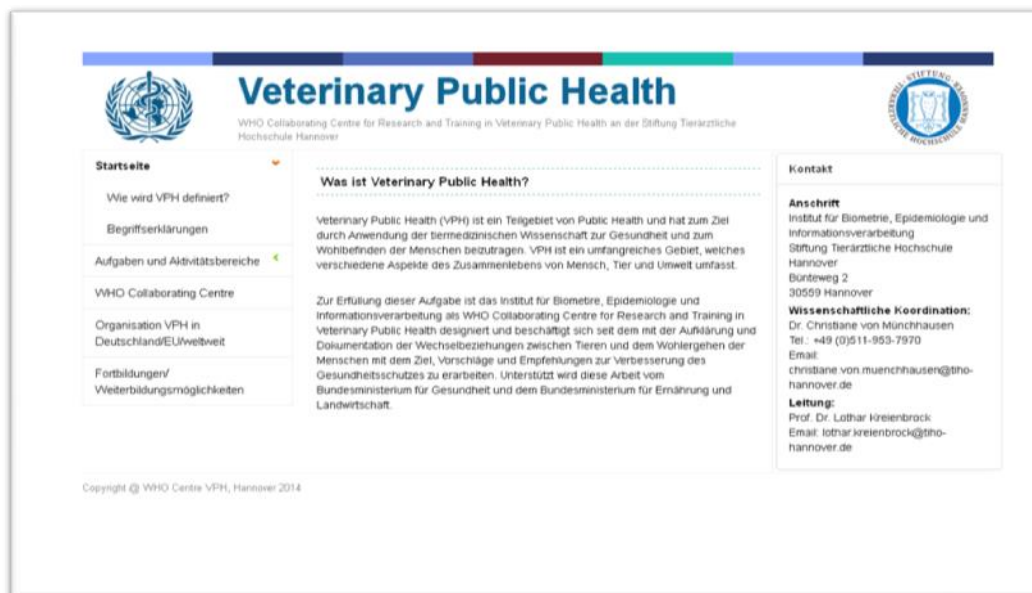 Veterinary Public Health
WHO Collaborating Centre for Research and Training in Veterinary Public Health an der Stiftung Tierärztliche
Hochschule Hannover
STIFTUNG
TIERÄRZTLICHE HOCHSCHULE HANNOVER
Startseite
Wie wird VPH definiert?
Begriffserklärungen
Aufgaben und Aktivitätsbereiche
WHO Collaborating Centre
Organisation VPH in
Deutschland/EU/weltweit
Fortbildungen/
Weiterbildungsmöglichkeiten
Was ist Veterinary Public Health?
Veterinary Public Health (VPH) ist ein Teilgebiet von Public Health und hat zum Ziel
durch Anwendung der tiermedizinischen Wissenschaft zur Gesundheit und zum
Wohlbefinden der Menschen beizutragen. VPH ist ein umfangreiches Gebiet, welches
verschiedene Aspekte des Zusammenlebens von Mensch, Tier und Umwelt umfasst.
Zur Erfüllung dieser Aufgabe ist das Institut für Biometrie, Epidemiologie und
Informationsverarbeitung als WHO Collaborating Centre for Research and Training in
Veterinary Public Health designiert und beschäftigt sich seit dem mit der Aufklärung und
Dokumentation der Wechselbeziehungen zwischen Tieren und dem Wohlergehen der
Menschen mit dem Ziel, Vorschläge und Empfehlungen zur Verbesserung des
Gesundheitsschutzes zu erarbeiten. Unterstützt wird diese Arbeit vom
Bundesministerium für Gesundheit und dem Bundesministerium für Ernährung und
Landwirtschaft.
Kontakt
Anschrift
Institut für Biometrie, Epidemiologie und
Informationsverarbeitung
Stiftung Tierärztliche Hochschule
Hannover
Bünteweg 2
30559 Hannover
Wissenschaftliche Koordination:
Dr. Christiane von Münchhausen
Tel.: +49 (0)511-953-7970
Email:
christiane.von.muenchhausen@tiho-
hannover.de
Leitung:
Prof. Dr. Lothar Kreienbrock
Email: lothar.kreienbrock@tiho-
hannover.de
Copyright @ WHO Centre VPH, Hannover 2014